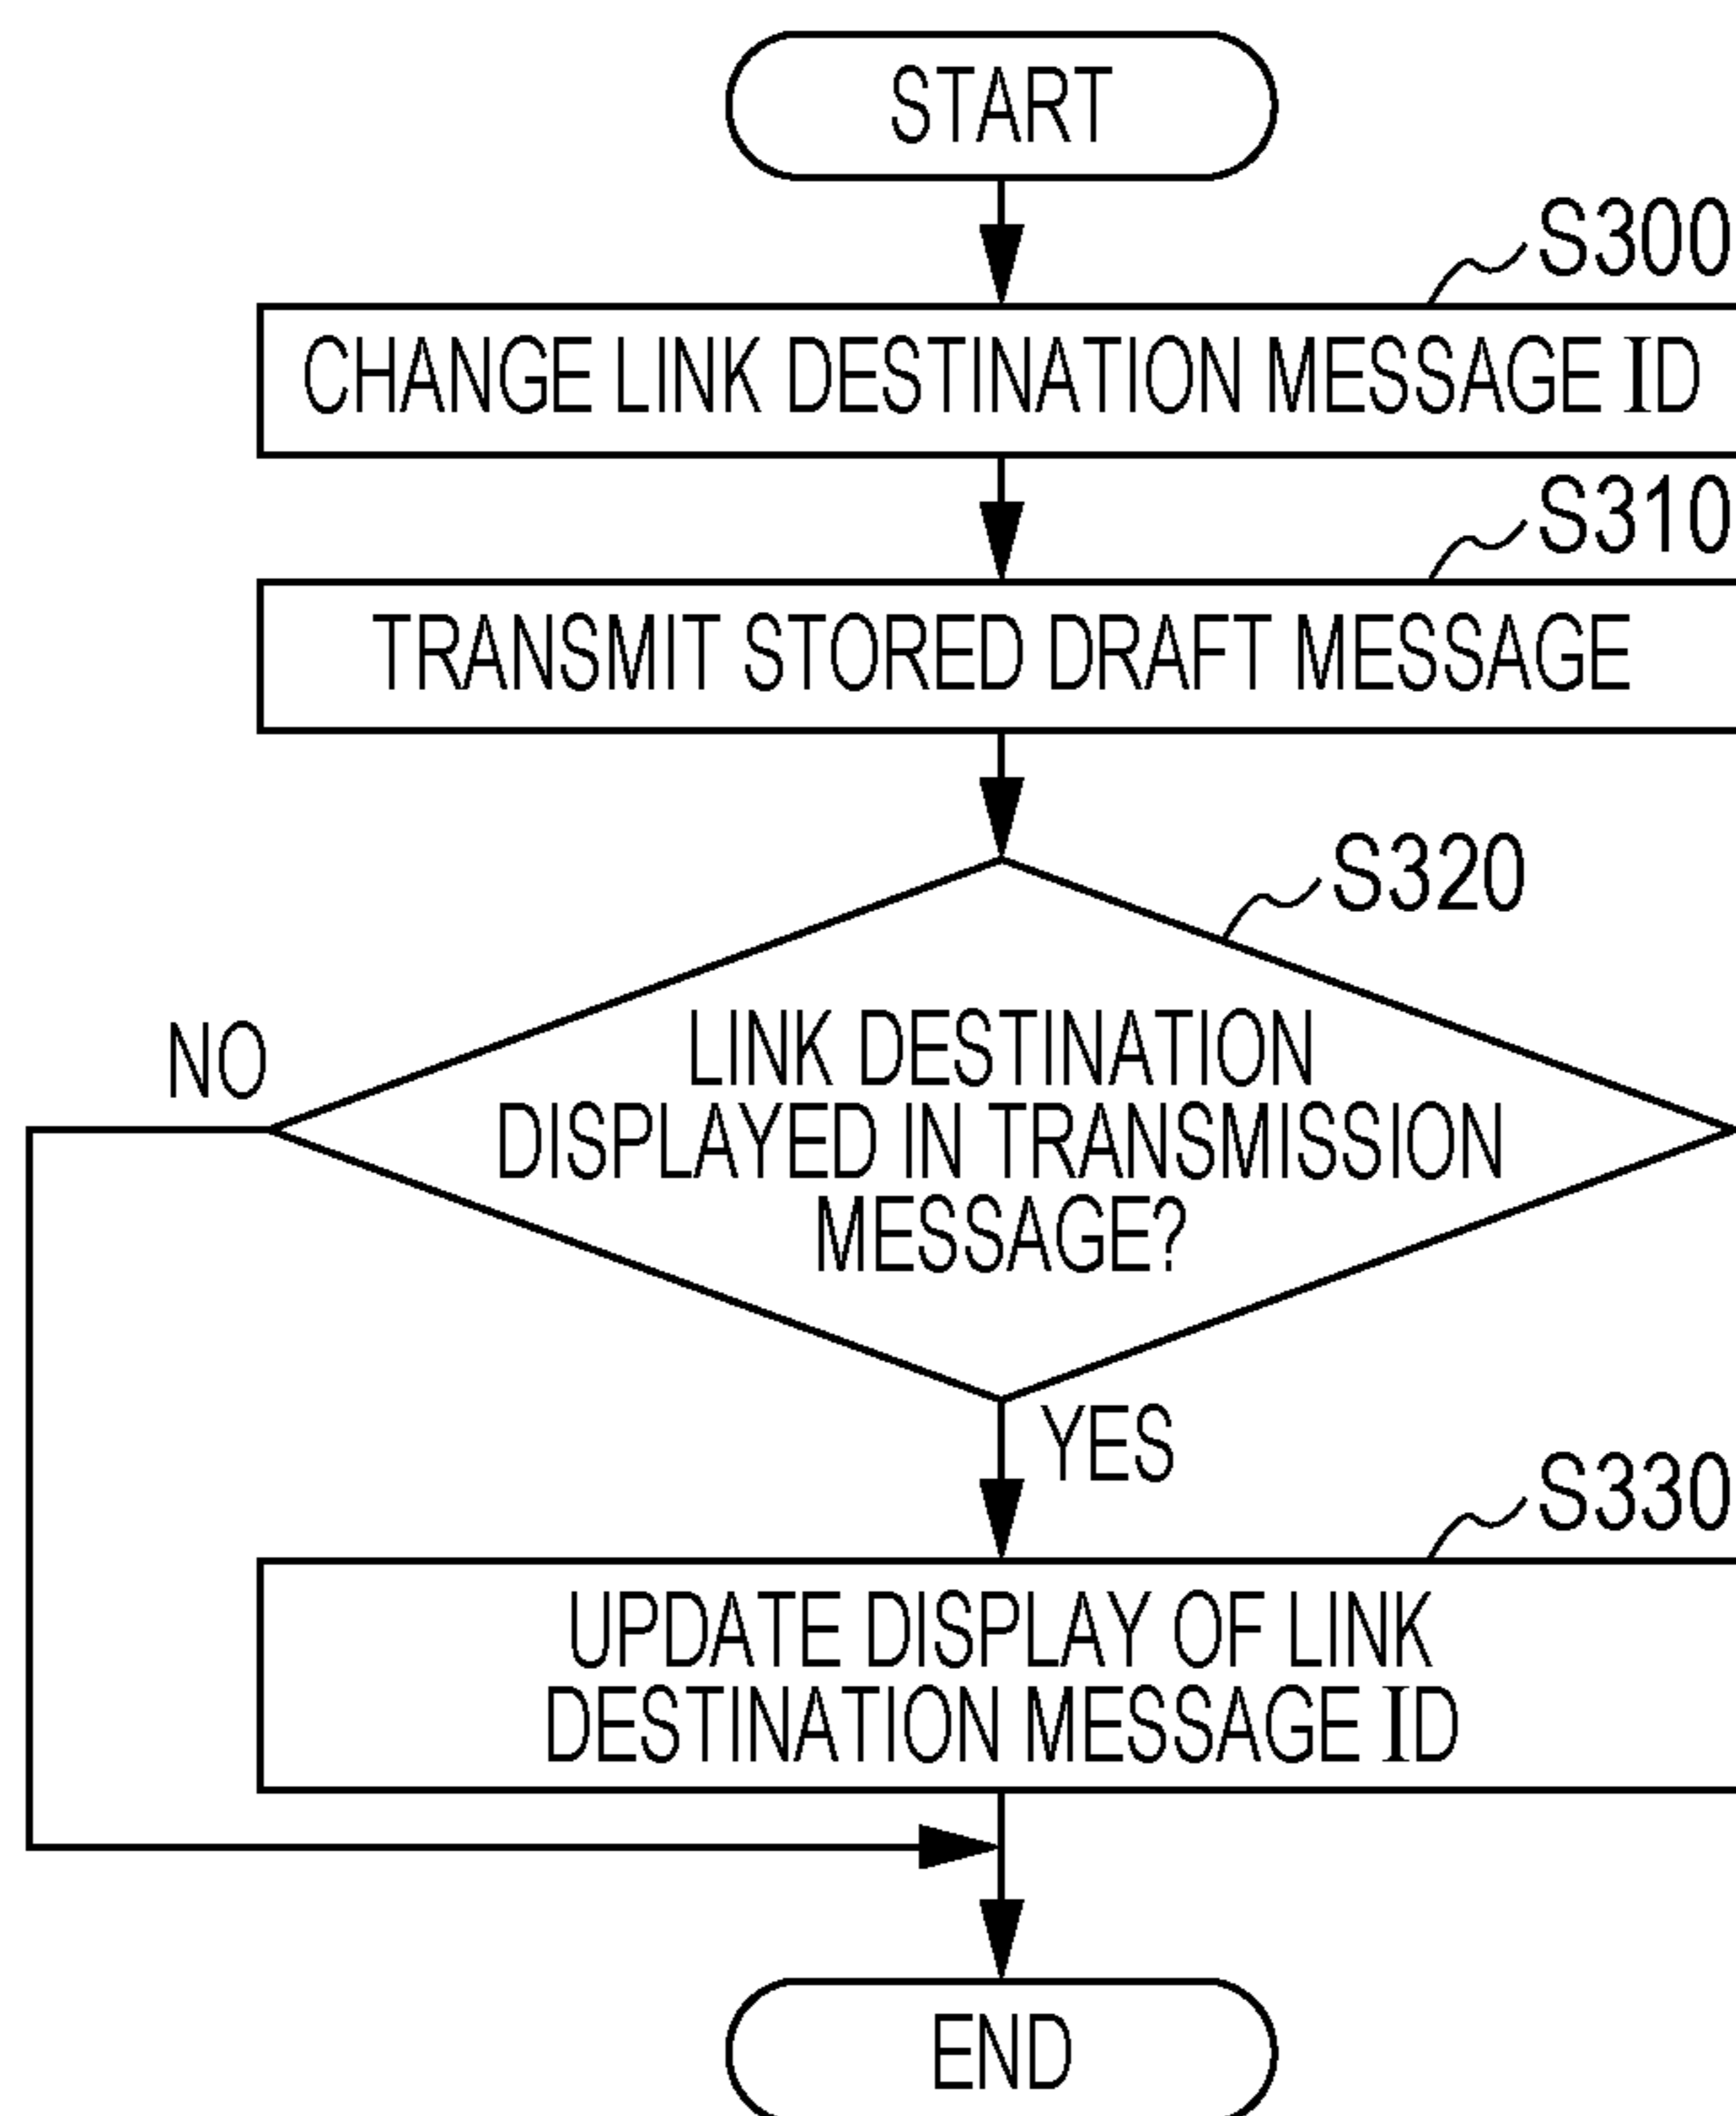 START
S300
CHANGE LINK DESTINATION MESSAGE ID
S310
TRANSMIT STORED DRAFT MESSAGE
S320
NO
LINK DESTINATION
DISPLAYED IN TRANSMISSION
MESSAGE?
YES
S330
UPDATE DISPLAY OF LINK
DESTINATION MESSAGE ID
END